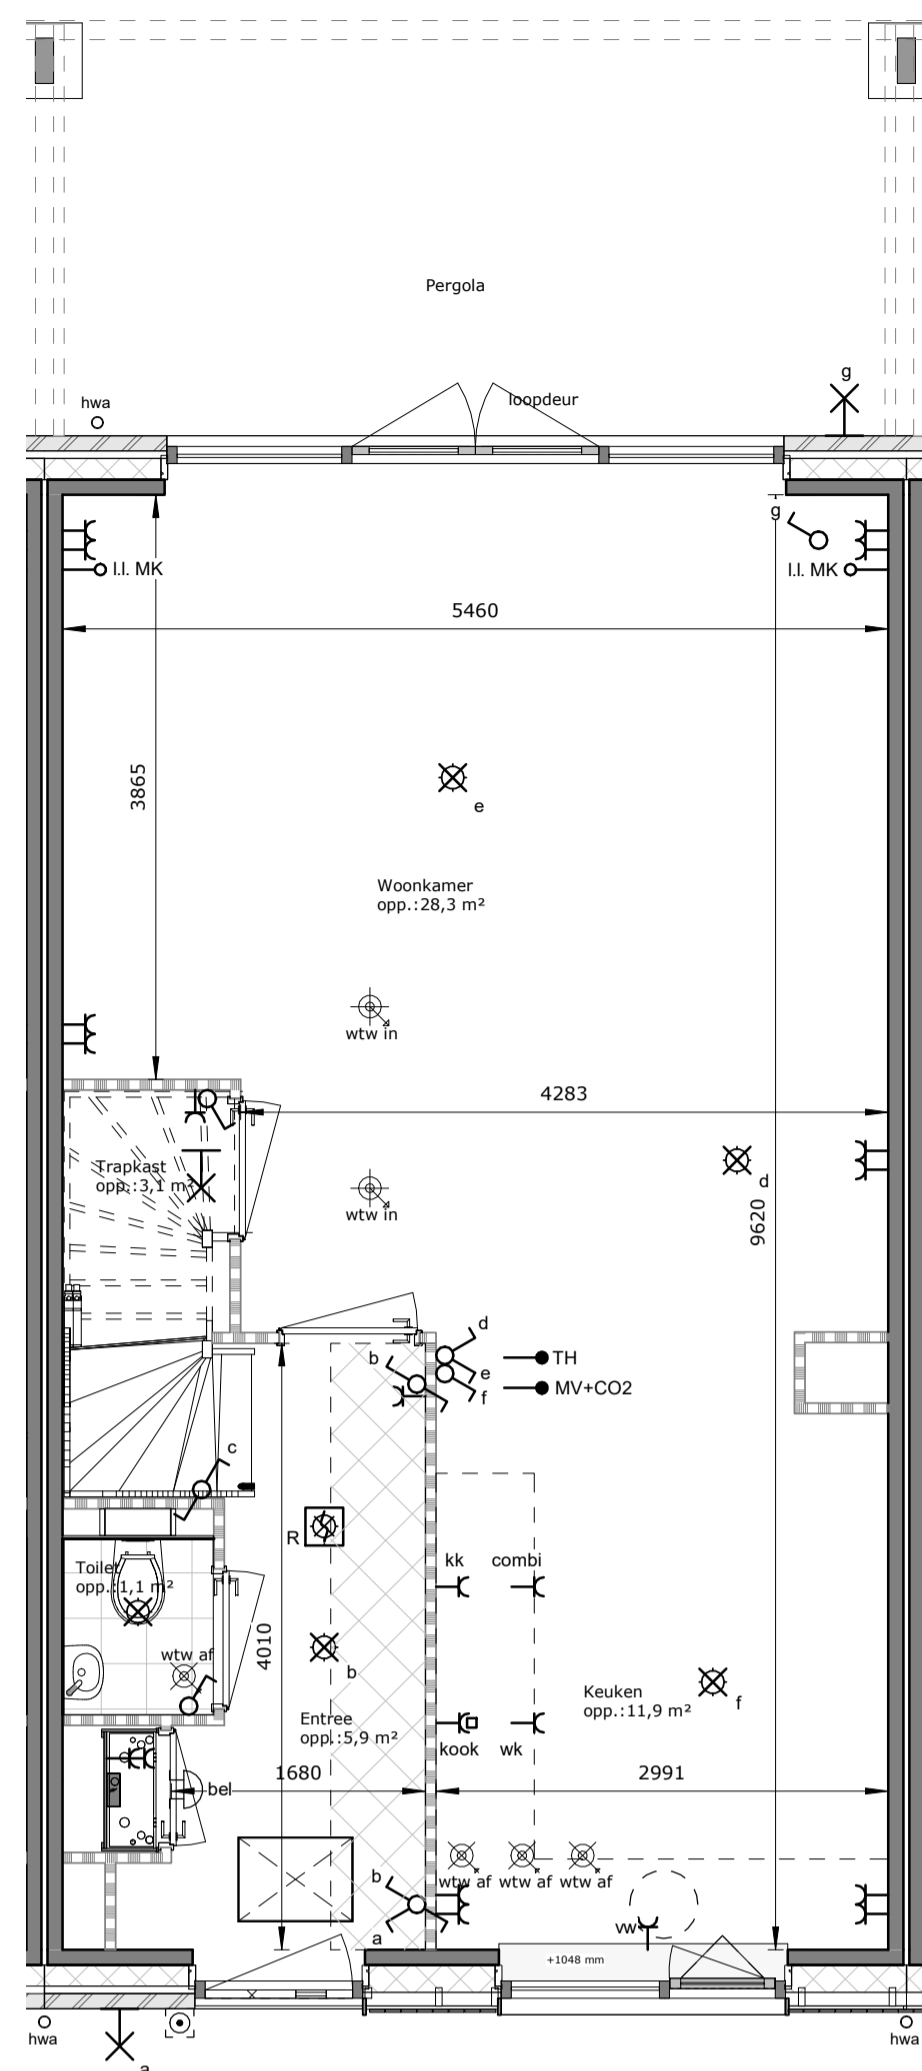 Pergola
g
hwa
loopdeur
g
l.l. MK
l.l. MK
5460
3865
e
Woonkamer
opp.:28,3 m²
wtw in
4283
Trapkast
opp.:3,1 m²
d
9620
wtw in
d
b
TH
e
f
MV+CO2
c
R
kk
combi
Toilet
opp.:1,1 m²
4010
wtw af
b
Keuken
opp.:11,9 m²
f
Entree
opp.:5,9 m²
kook
wk
1680
2991
bel
b
wtw af
wtw af
wtw af
a
vw
+1048 mm
hwa
hwa
a